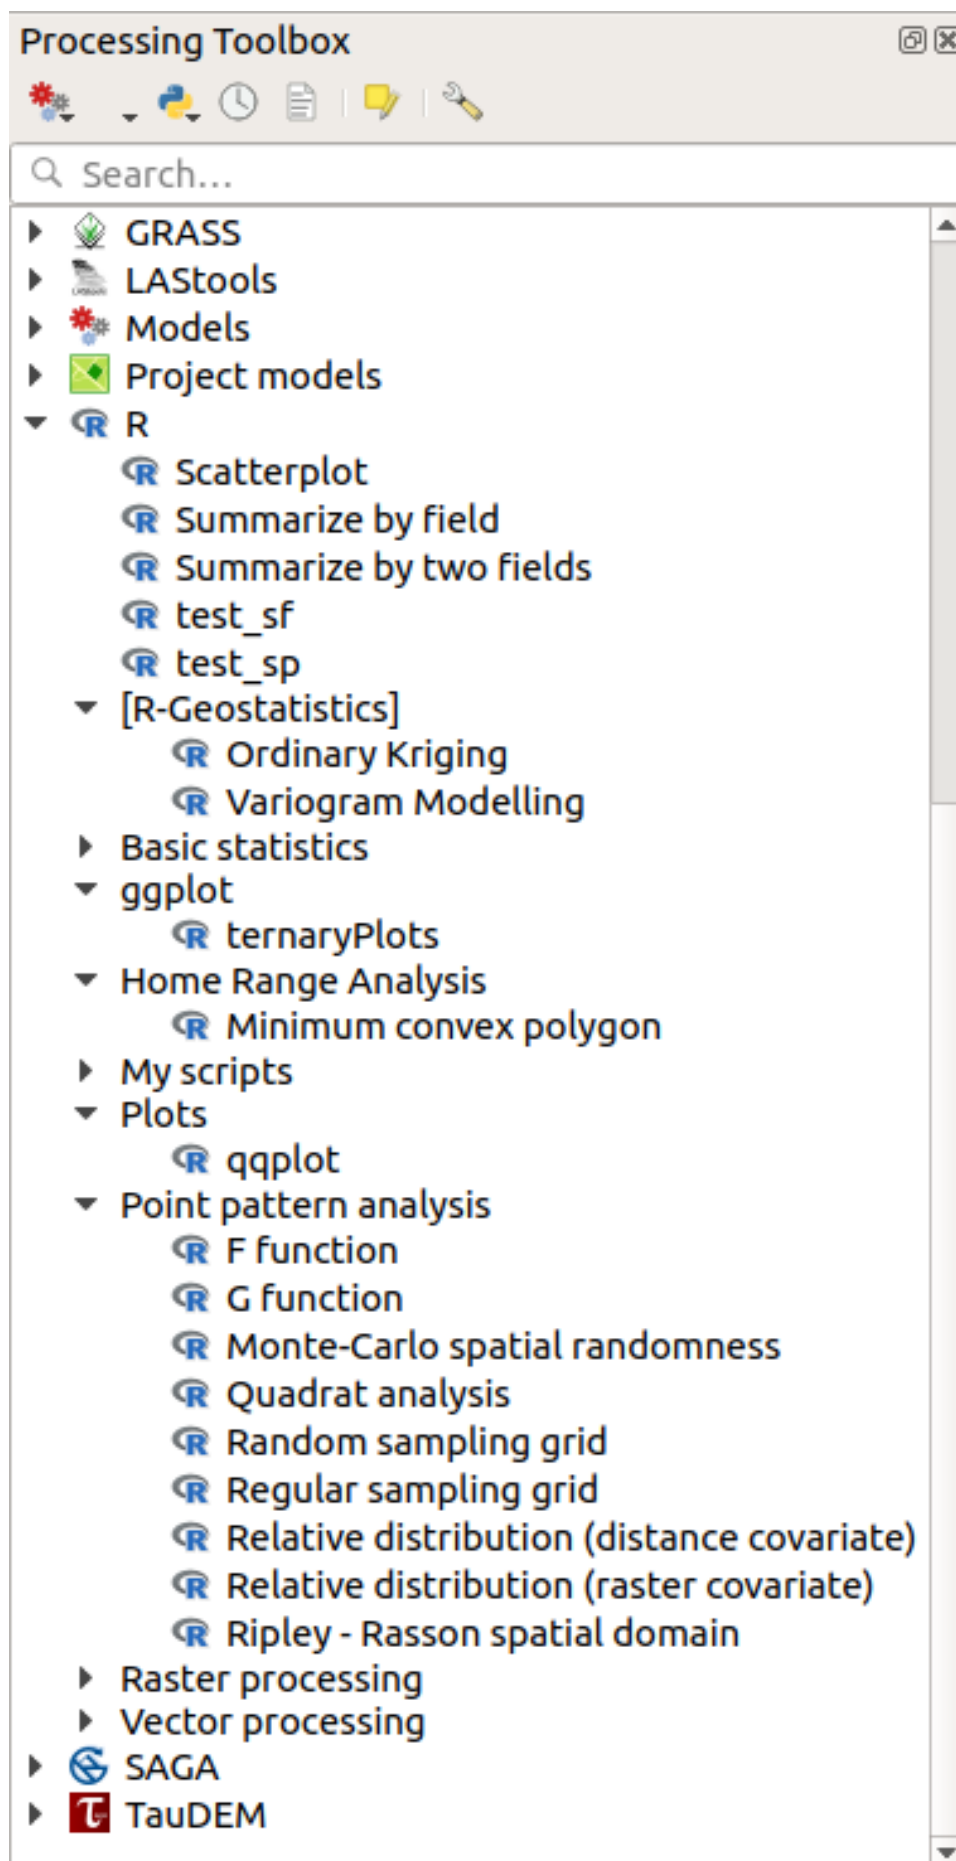 Processing Toolbox
Search...
GRASS
LAStools
Models
Project models
R
Scatterplot
Summarize by field
Summarize by two fields
test_sf
test_sp
[R-Geostatistics]
Ordinary Kriging
Variogram Modelling
Basic statistics
ggplot
ternaryPlots
Home Range Analysis
Minimum convex polygon
My scripts
Plots
qqplot
Point pattern analysis
F function
G function
Monte-Carlo spatial randomness
Quadrat analysis
Random sampling grid
Regular sampling grid
Relative distribution (distance covariate)
Relative distribution (raster covariate)
Ripley - Rasson spatial domain
Raster processing
Vector processing
SAGA
TauDEM